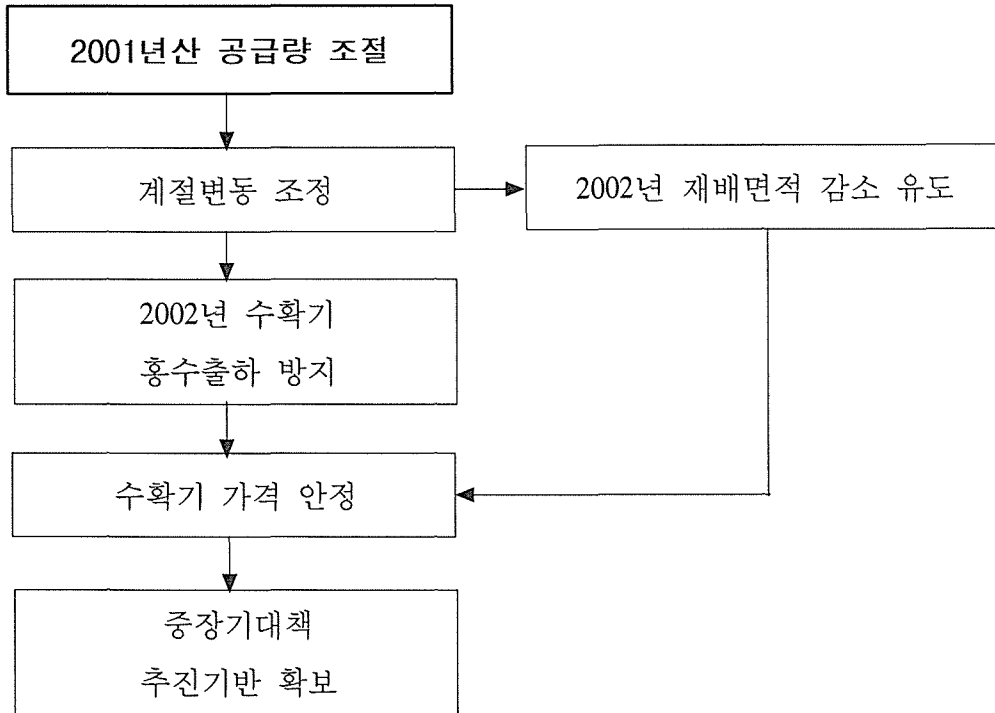 2001년산 공급량 조절
계절변동 조정
2002년 재배면적 감소 유도
2002년 수확기
홍수출하 방지
수확기 가격 안정
중장기대책
추진기반 확보